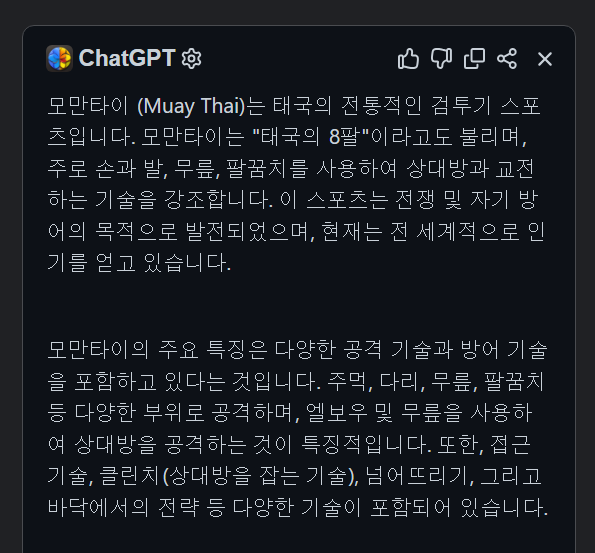 ChatGPT
모만타이 (Muay Thai)는 태국의 전통적인 검투기 스포
츠입니다. 모만타이는 "태국의 8팔"이라고도 불리며,
주로 손과 발, 무릎, 팔꿈치를 사용하여 상대방과 교전
하는 기술을 강조합니다. 이 스포츠는 전쟁 및 자기 방
어의 목적으로 발전되었으며, 현재는 전 세계적으로 인
기를 얻고 있습니다.
모만타이의 주요 특징은 다양한 공격 기술과 방어 기술
을 포함하고 있다는 것입니다. 주먹, 다리, 무릎, 팔꿈치
등 다양한 부위로 공격하며, 엘보우 및 무릎을 사용하
여 상대방을 공격하는 것이 특징적입니다. 또한, 접근
기술, 클린치(상대방을 잡는 기술), 넘어뜨리기, 그리고
바닥에서의 전략 등 다양한 기술이 포함되어 있습니다.